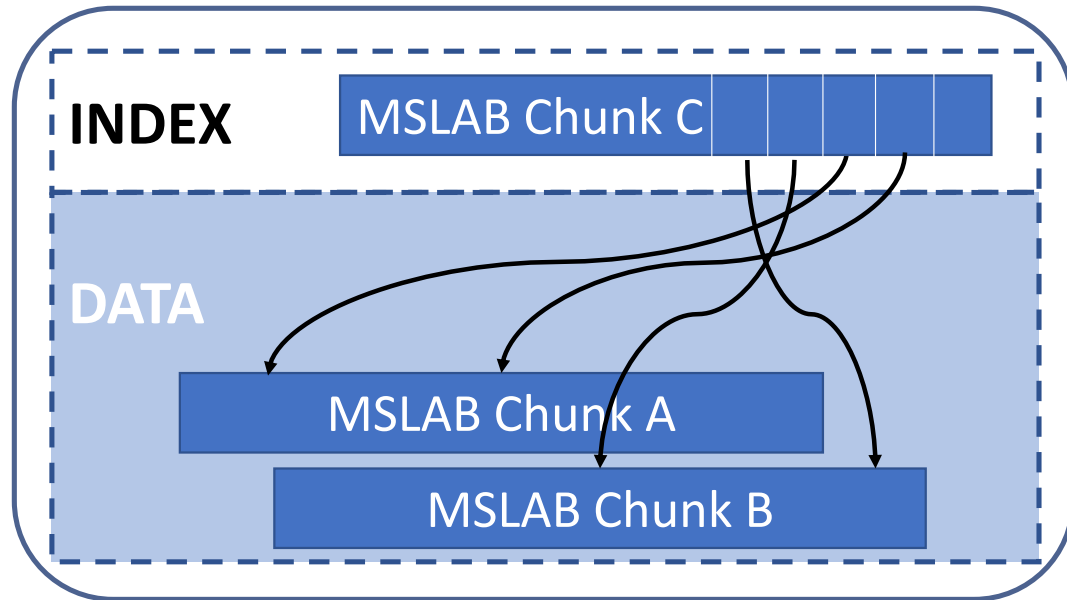 INDEX
MSLAB Chunk C
DATA
MSLAB Chunk A
MSLAB Chunk B